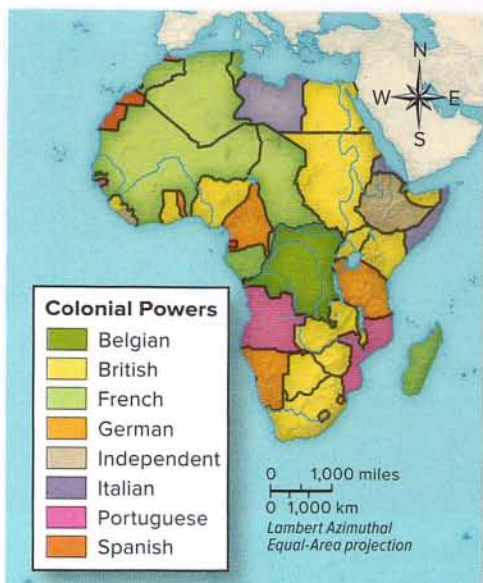 N
W E
S
Colonial Powers
Belgian
British
French
German
Independent
Italian
Portuguese
Spanish
0 1,000 miles
0 1,000 km
Lambert Azimuthal
Equal-Area projection